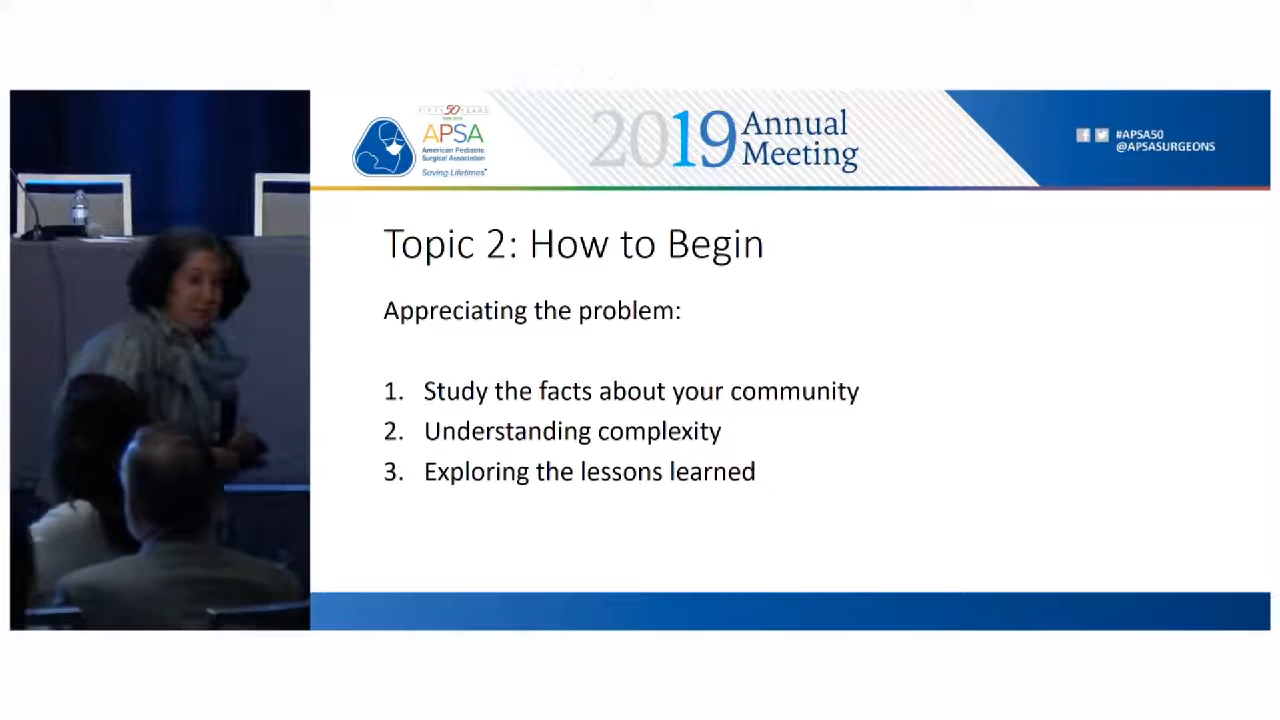 FIFTY 50 YEARS
APSA
American Pediatric
Surgical Association
Saving Lifetimes
2019 Annual
Meeting
#APSA50
@APSASURGEONS
Topic 2: How to Begin
Appreciating the problem:
1. Study the facts about your community
2. Understanding complexity
3. Exploring the lessons learned